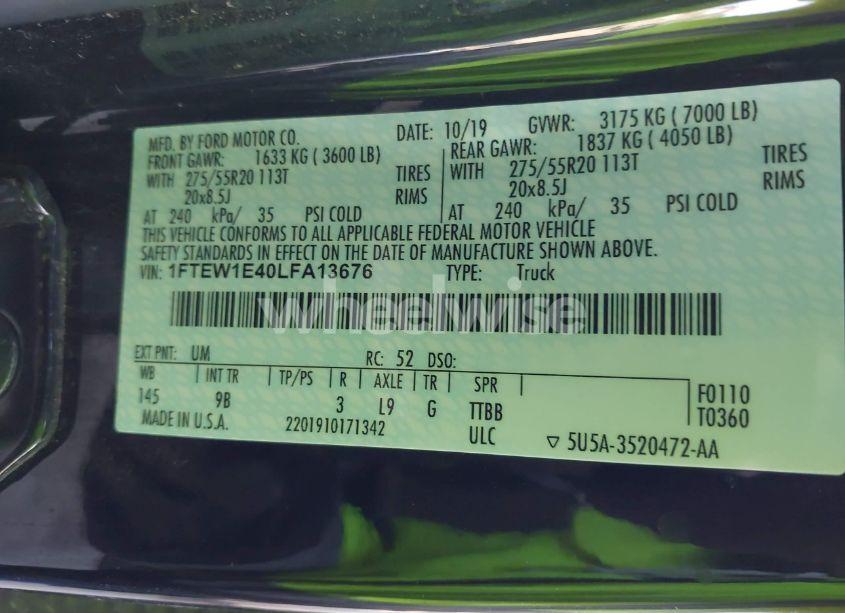 MFD. BY FORD MOTOR CO. DATE: 10/19 GVWR: 3175 KG ( 7000 LB)
FRONT GAWR: 1633 KG ( 3600 LB) REAR GAWR: 1837 KG ( 4050 LB)
WITH 275/55R20 113T TIRES WITH 275/55R20 113T TIRES
20x8.5J RIMS 20x8.5J RIMS
AT 240 kPa/ 35 PSI COLD AT 240 kPa/ 35 PSI COLD
THIS VEHICLE CONFORMS TO ALL APPLICABLE FEDERAL MOTOR VEHICLE
SAFETY STANDARDS IN EFFECT ON THE DATE OF MANUFACTURE SHOWN ABOVE.
VIN: 1FTEW1E40LFA13676 TYPE: Truck
wheelwise
EXT PNT: UM RC: 52 DSO:
WB INT TR TP/PS R AXLE TR SPR
145 9B 3 L9 G TTBB F0110
MADE IN U.S.A. 2201910171342 ULC T0360
▽ 5U5A-3520472-AA